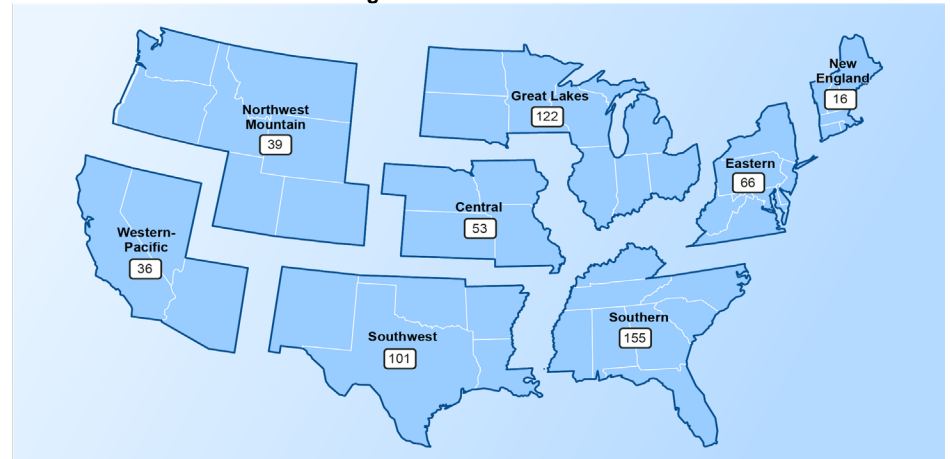 New
England
16
Great Lakes
122
Northwest
Mountain
39
Eastern
66
Central
53
Western-
Pacific
36
Southern
155
Southwest
101